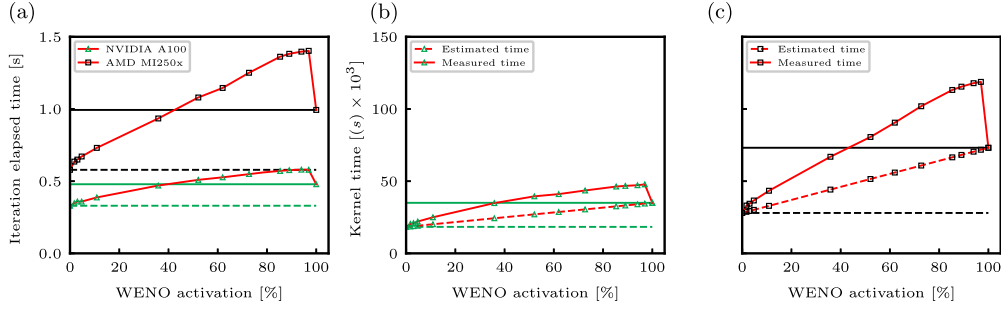 (a)
NVIDIA A100
AMD MI250x
Iteration elapsed time [s]
1.5
1.0
0.5
0.0
0 20 40 60 80 100
WENO activation [%]
(b)
Estimated time
Measured time
Kernel time [(s) × 10³]
150
100
50
0
0 20 40 60 80 100
WENO activation [%]
(c)
Estimated time
Measured time
0 20 40 60 80 100
WENO activation [%]